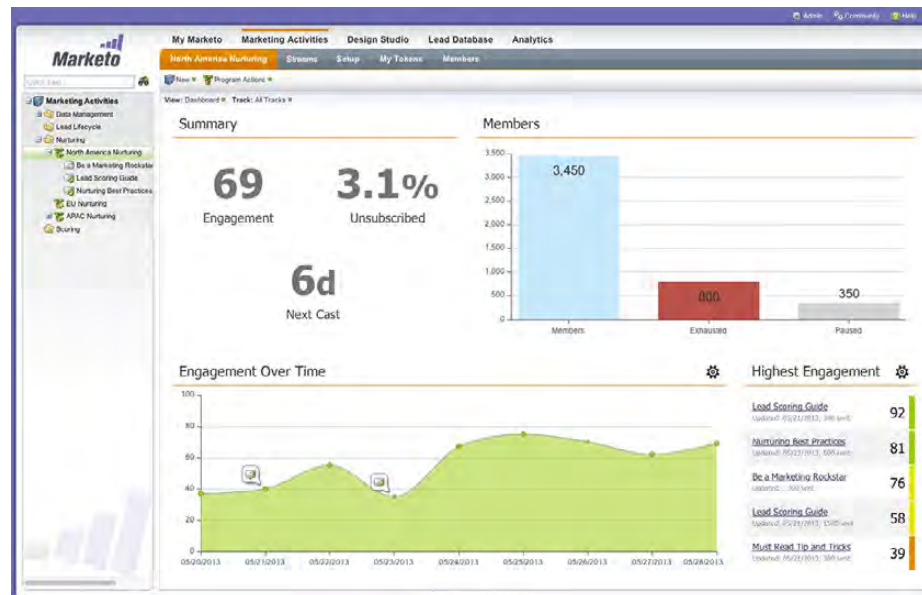 Admin Community Help
Marketo
My Marketo Marketing Activities Design Studio Lead Database Analytics
North America Nurturing Streams Setup My Tokens Members
New Program Actions
View: Dashboard Track: All Tracks
Marketing Activities
Data Management
Lead Lifecycle
Nurturing
North America Nurturing
Be a Marketing Rockstar
Lead Scoring Guide
Nurturing Best Practices
EU Nurturing
APAC Nurturing
Scoring
Summary
69
Engagement
3.1%
Unsubscribed
6d
Next Cast
Members
3,500
3,000
2,500
2,000
1,500
1,000
500
0
3,450
800
350
Members Exhausted Paused
Engagement Over Time
100
80
60
40
20
0
05/20/2013 05/21/2013 05/22/2013 05/23/2013 05/24/2013 05/25/2013 05/26/2013 05/27/2013 05/28/2013
Highest Engagement
Lead Scoring Guide
92
Nurturing Best Practices
81
Be a Marketing Rockstar
76
Lead Scoring Guide
58
Must Read Tip and Tricks
39